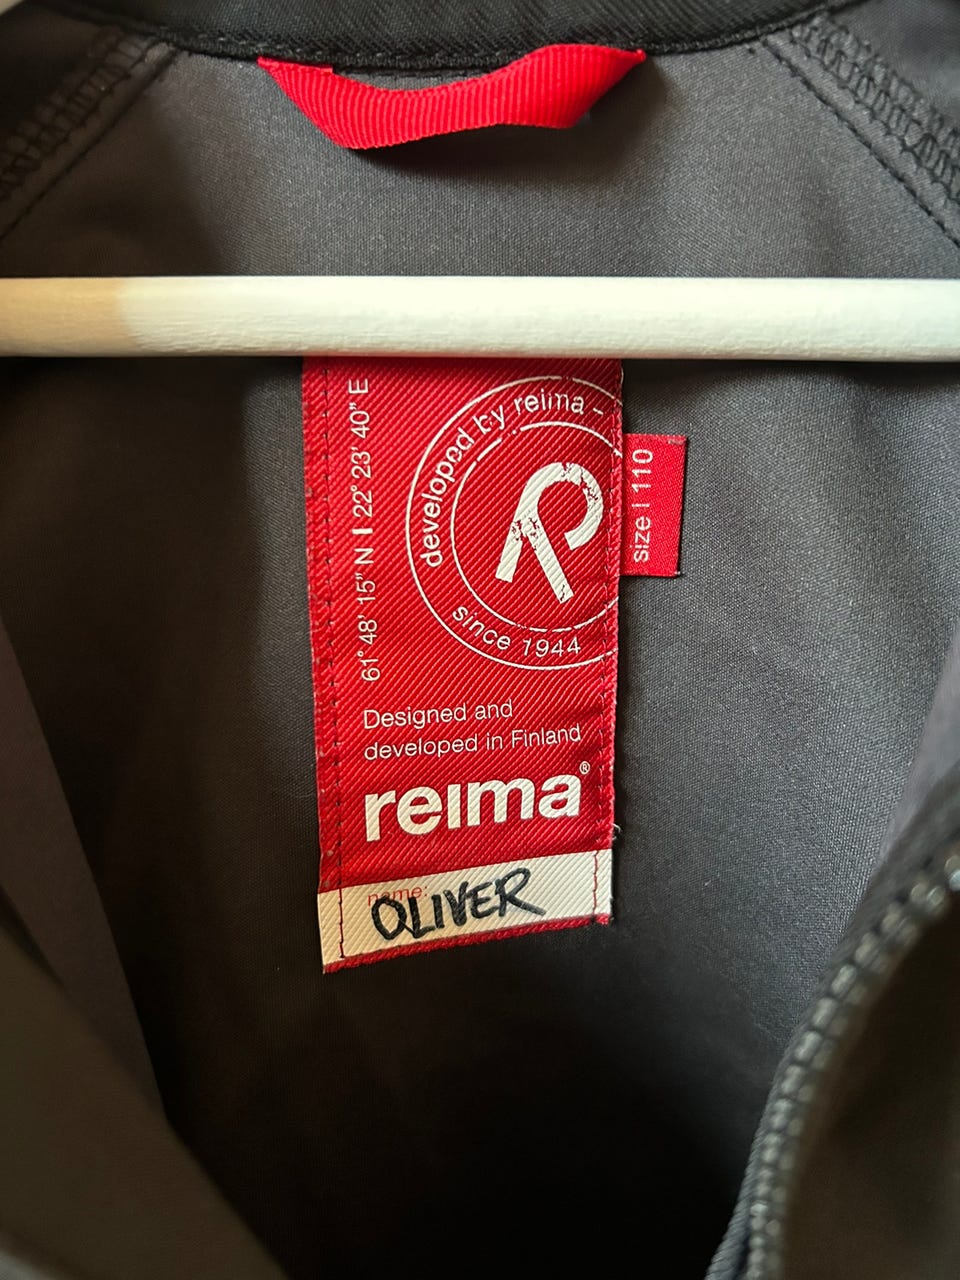 61° 48' 15" N | 22° 23' 40" E
developed by reima -
R
since 1944
size | 110
Designed and
developed in Finland
reima®
name:
OLIVER